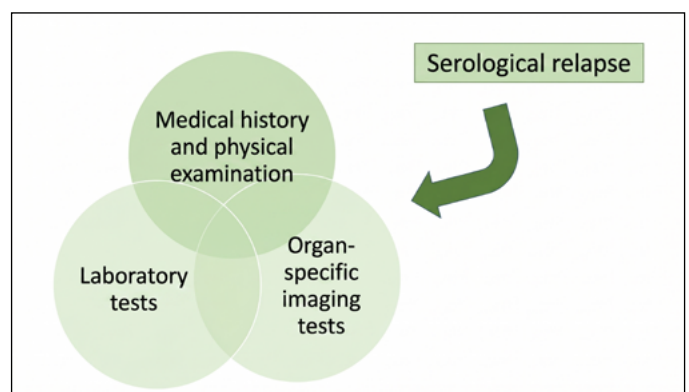 Serological relapse
Medical history
and physical
examination
Laboratory
tests
Organ-
specific
imaging
tests